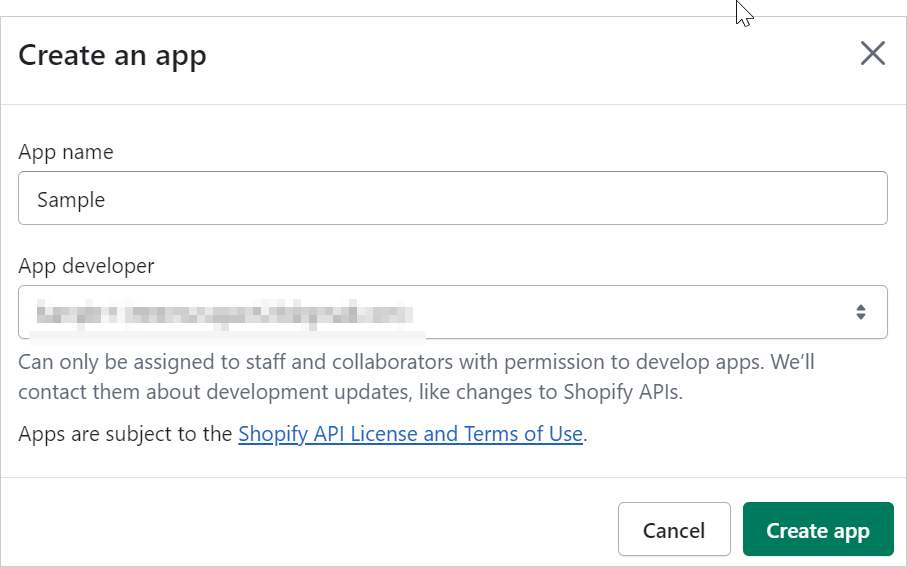 Create an app
App name
Sample
App developer
Can only be assigned to staff and collaborators with permission to develop apps. We’ll
contact them about development updates, like changes to Shopify APIs.
Apps are subject to the Shopify API License and Terms of Use.
Cancel
Create app